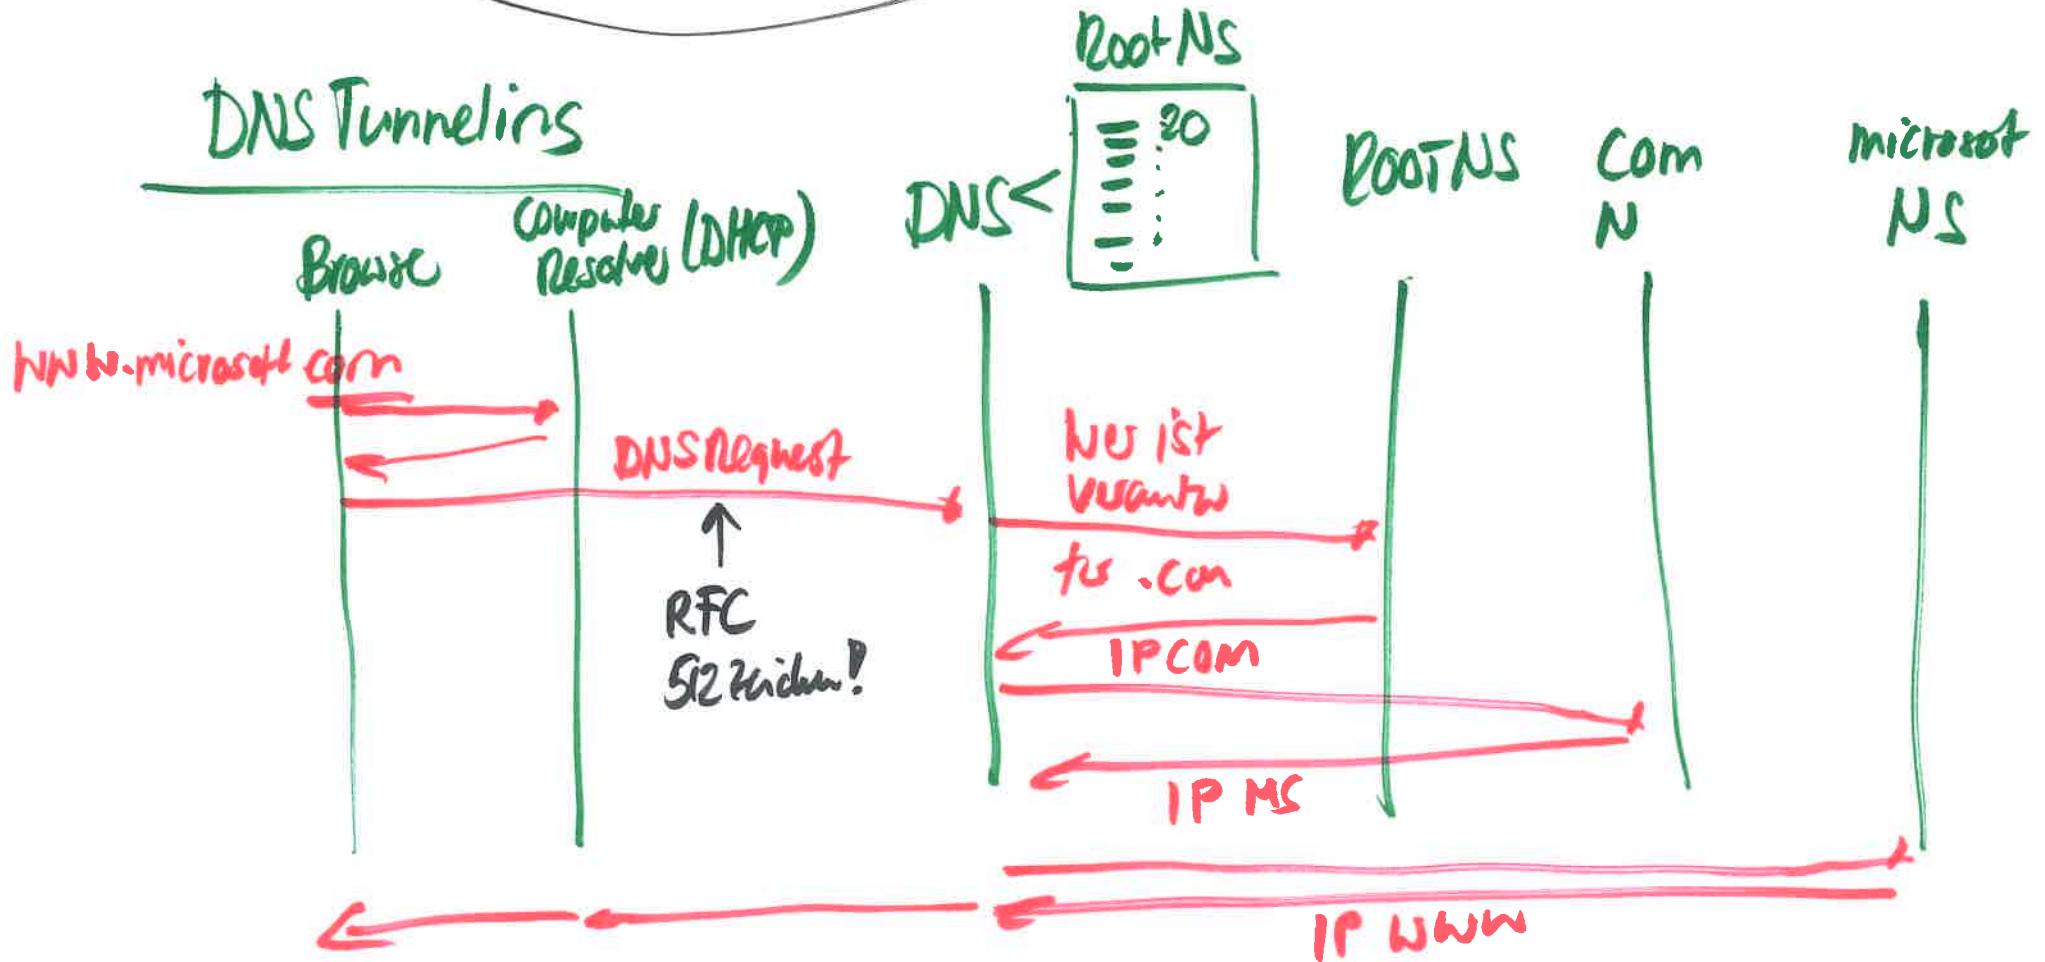 Root NS
DNS Tunneling
20
DNS <
ROOT NS
Com
N
microsoft
NS
Computer
Resolver (DHCP)
Browse
www.microsoft.com
DNS Request
Wer ist
verantw
für .com
RFC
512 Zeichen!
IP COM
IP MS
IP WWW